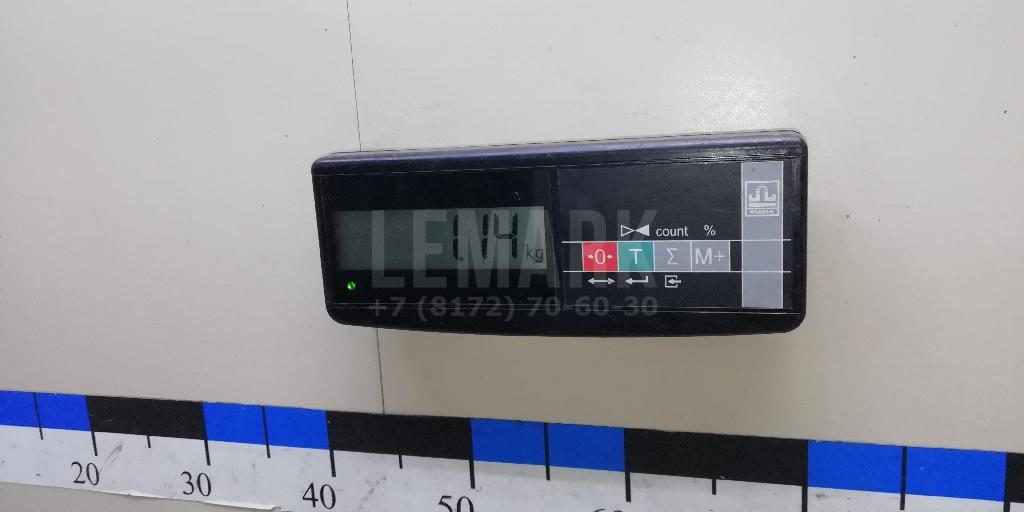 LEMARK
+7 (8172) 70-60-30
1.14 kg
count %
→0← T Σ M+
20 30 40 50